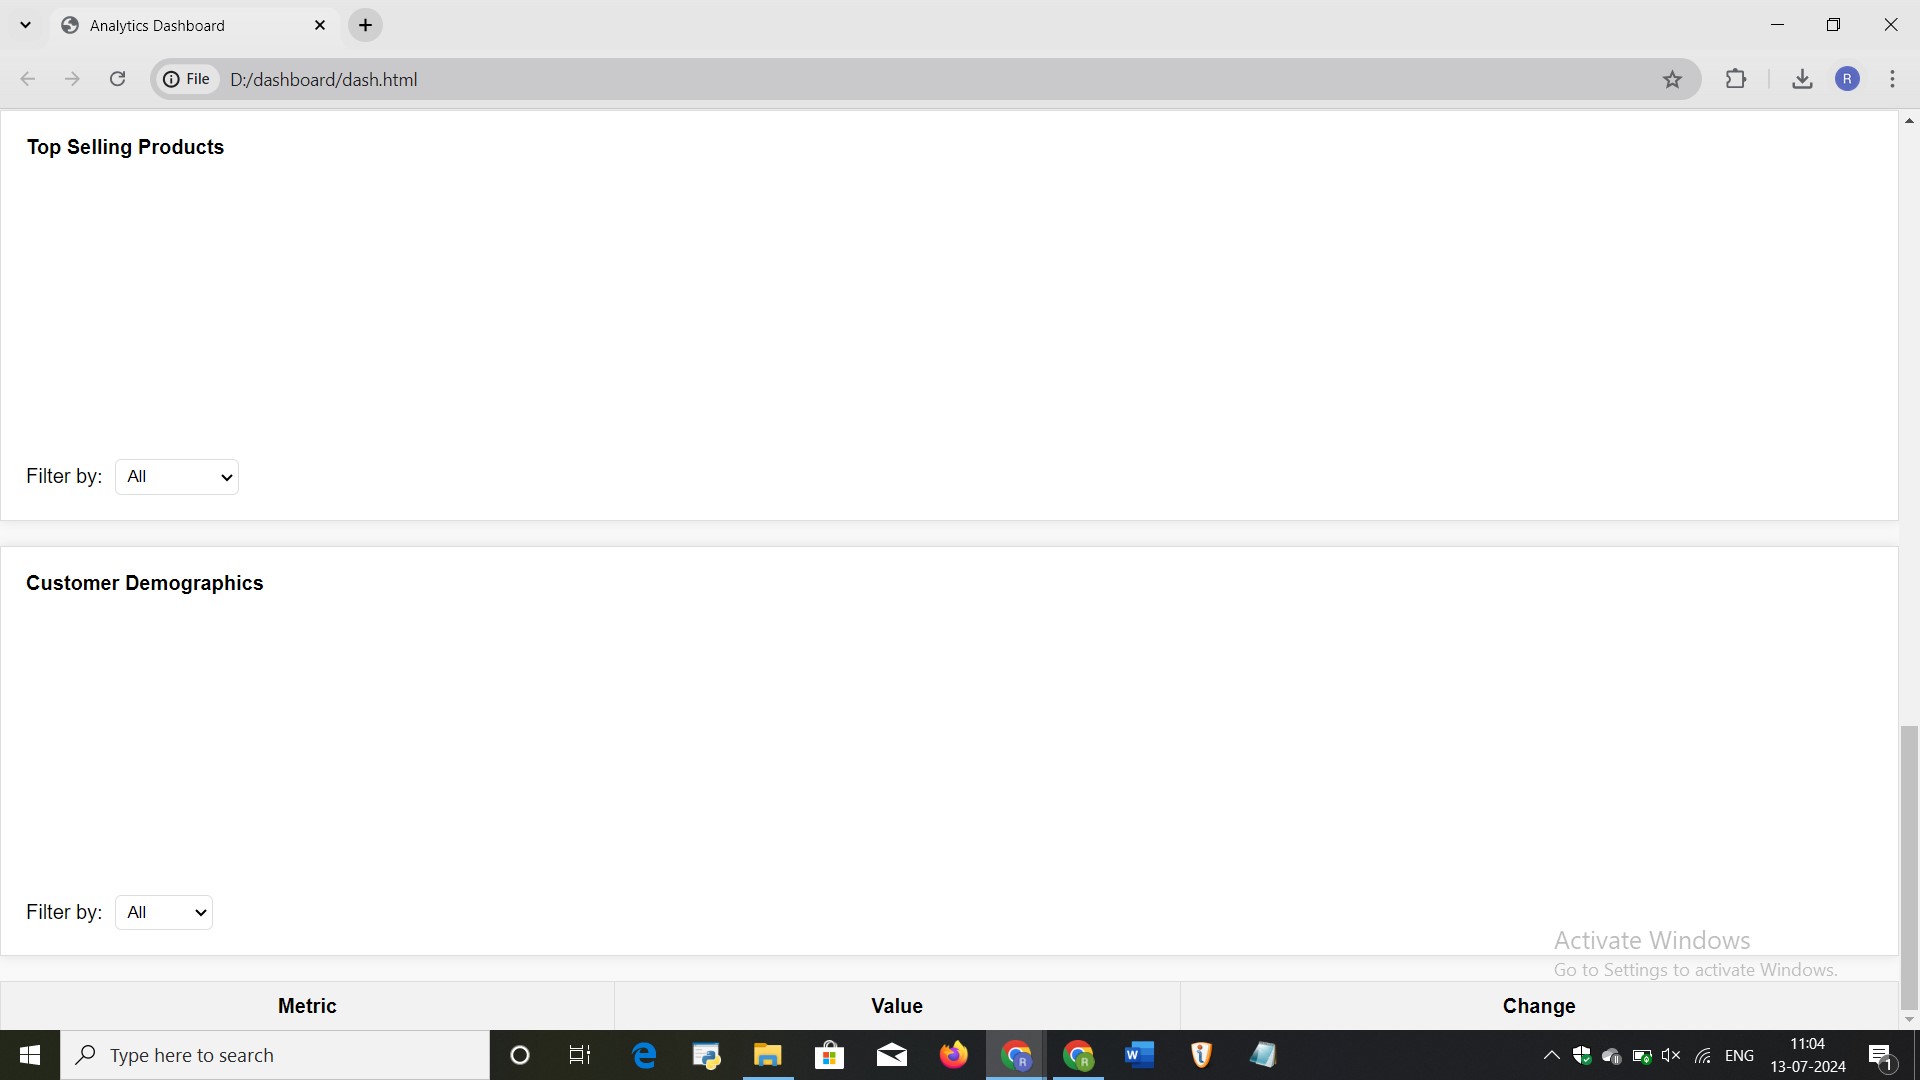 Analytics Dashboard
File D:/dashboard/dash.html
R
Top Selling Products
Filter by: All
Customer Demographics
Filter by: All
Activate Windows
Go to Settings to activate Windows.
Metric Value Change
Type here to search
R
R
W
ENG
11:04
13-07-2024
1